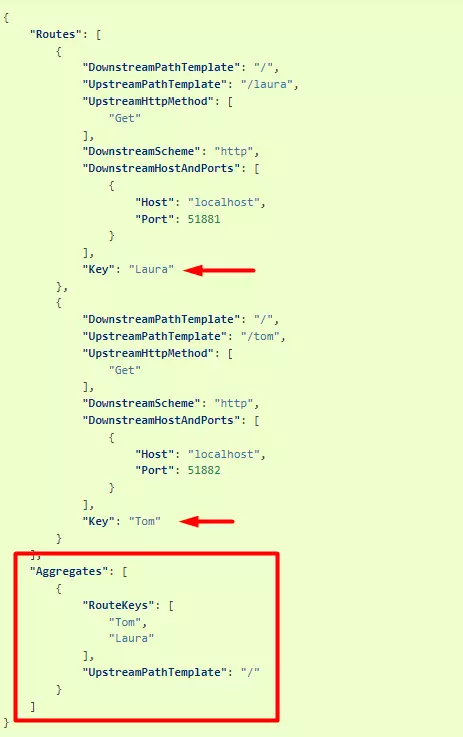 {
"Routes": [
{
"DownstreamPathTemplate": "/",
"UpstreamPathTemplate": "/laura",
"UpstreamHttpMethod": [
"Get"
],
"DownstreamScheme": "http",
"DownstreamHostAndPorts": [
{
"Host": "localhost",
"Port": 51881
}
],
"Key": "Laura"
},
{
"DownstreamPathTemplate": "/",
"UpstreamPathTemplate": "/tom",
"UpstreamHttpMethod": [
"Get"
],
"DownstreamScheme": "http",
"DownstreamHostAndPorts": [
{
"Host": "localhost",
"Port": 51882
}
],
"Key": "Tom"
}
],
"Aggregates": [
{
"RouteKeys": [
"Tom",
"Laura"
],
"UpstreamPathTemplate": "/"
}
]
}